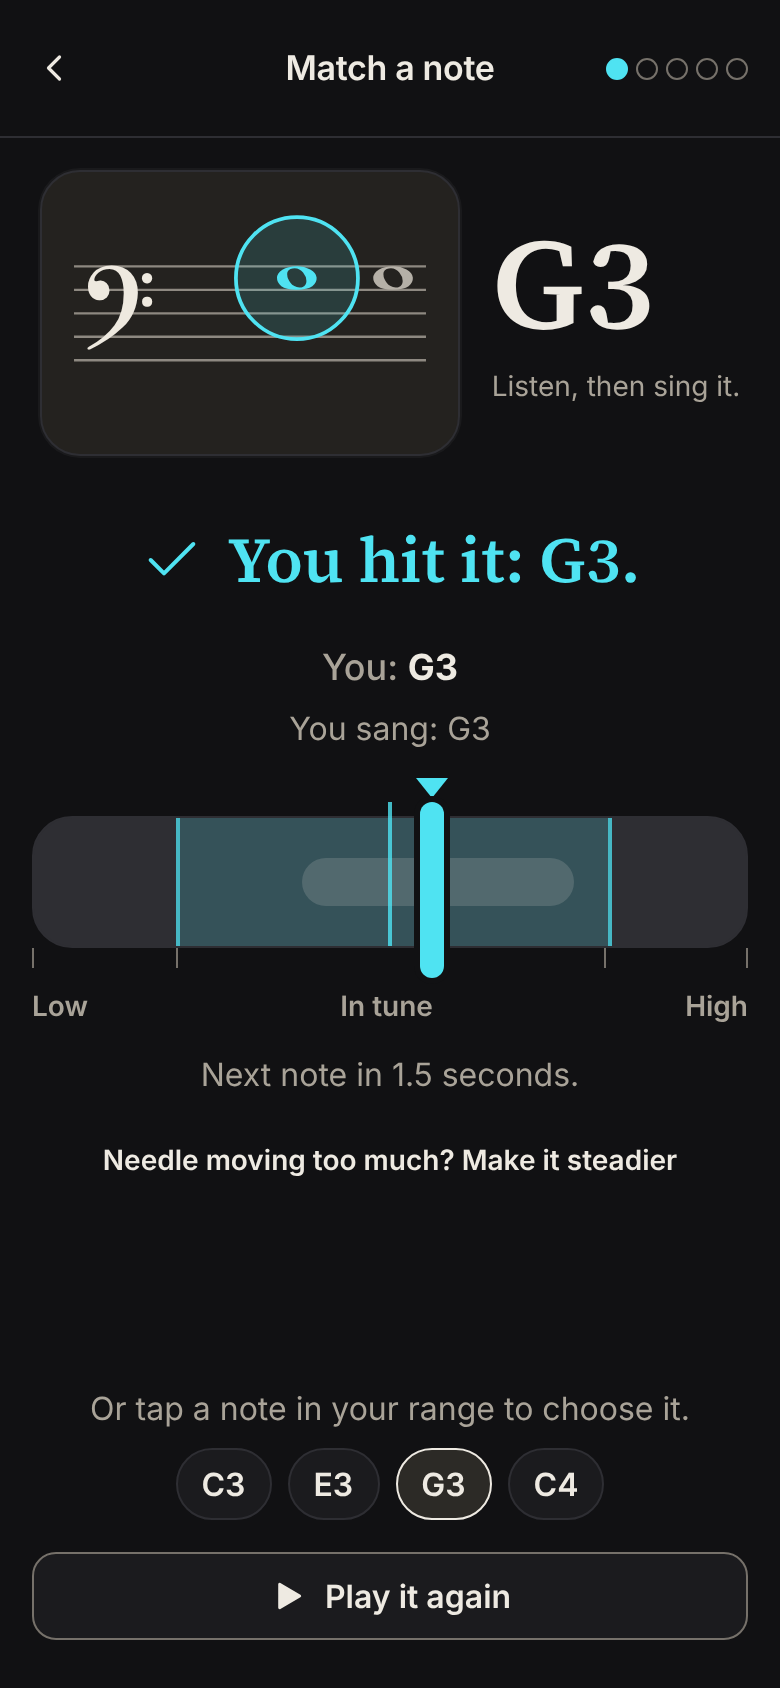 Match a note
G3
Listen, then sing it.
You hit it: G3.
You: G3
You sang: G3
Low In tune High
Next note in 1.5 seconds.
Needle moving too much? Make it steadier
Or tap a note in your range to choose it.
C3 E3 G3 C4
Play it again